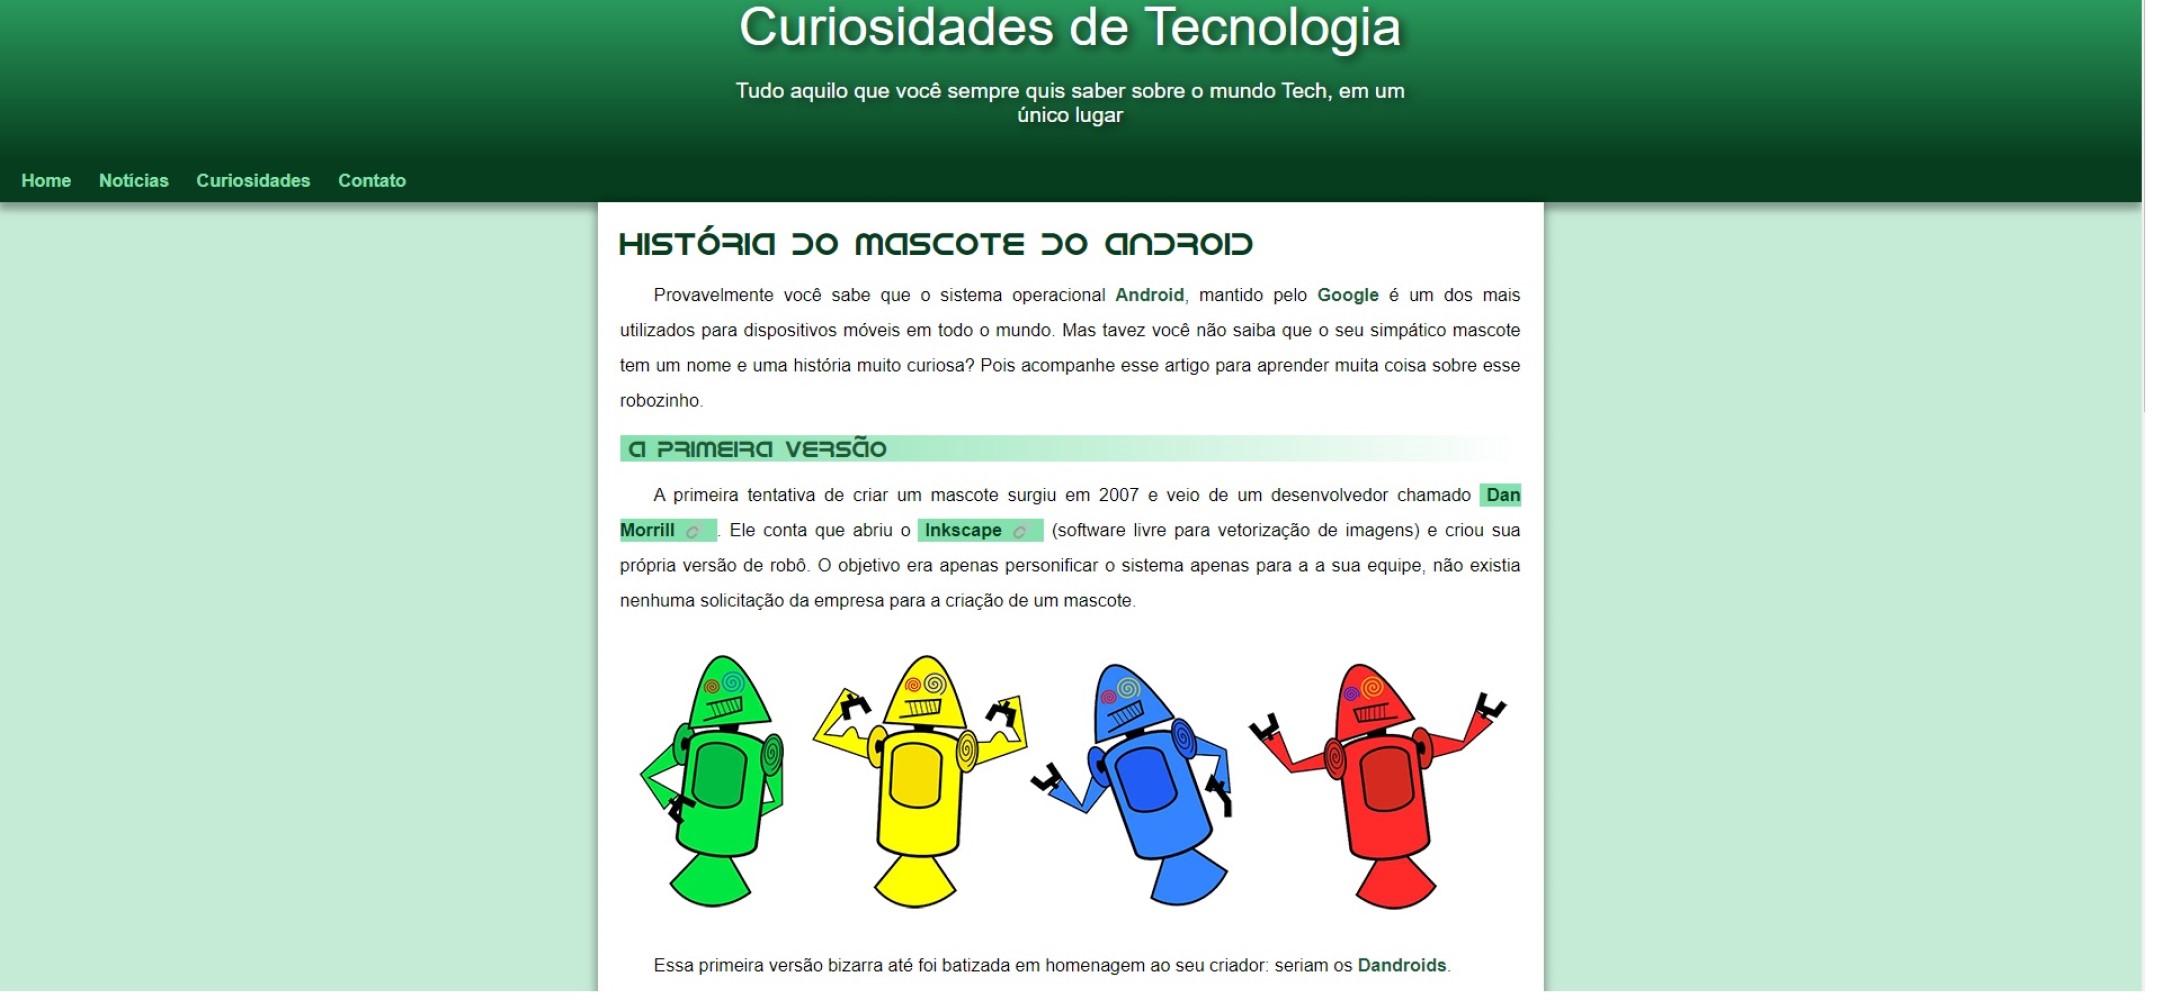 Curiosidades de Tecnologia
Tudo aquilo que você sempre quis saber sobre o mundo Tech, em um
único lugar
Home Notícias Curiosidades Contato
História do Mascote do Android
Provavelmente você sabe que o sistema operacional Android, mantido pelo Google é um dos mais
utilizados para dispositivos móveis em todo o mundo. Mas tavez você não saiba que o seu simpático mascote
tem um nome e uma história muito curiosa? Pois acompanhe esse artigo para aprender muita coisa sobre esse
robozinho.
A primeira versão
A primeira tentativa de criar um mascote surgiu em 2007 e veio de um desenvolvedor chamado Dan
Morrill. Ele conta que abriu o Inkscape (software livre para vetorização de imagens) e criou sua
própria versão de robô. O objetivo era apenas personificar o sistema apenas para a a sua equipe, não existia
nenhuma solicitação da empresa para a criação de um mascote.
Essa primeira versão bizarra até foi batizada em homenagem ao seu criador: seriam os Dandroids.